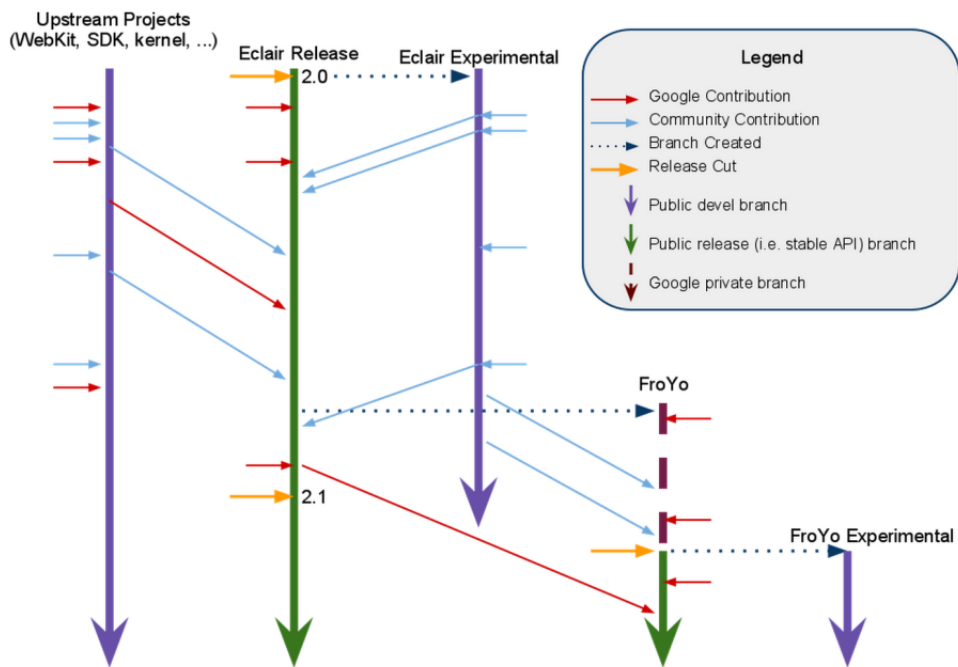 Upstream Projects
(WebKit, SDK, kernel, ...)
Eclair Release
Eclair Experimental
2.0
Legend
Google Contribution
Community Contribution
Branch Created
Release Cut
Public devel branch
Public release (i.e. stable API) branch
Google private branch
FroYo
2.1
FroYo Experimental